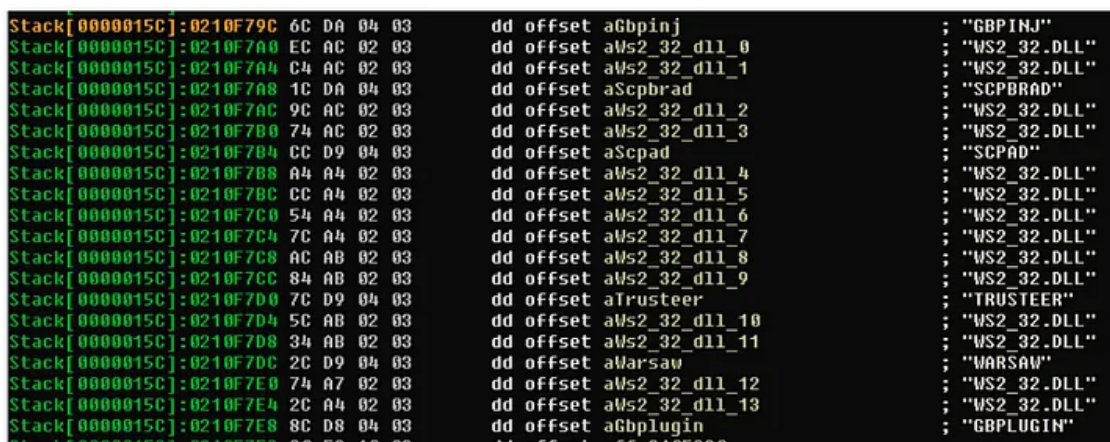 Stack[0000015C]:0210F79C 6C DA 04 03 dd offset aGbpinj ; "GBPINJ"
Stack[0000015C]:0210F7A0 EC AC 02 03 dd offset aWs2_32_dll_0 ; "WS2_32.DLL"
Stack[0000015C]:0210F7A4 C4 AC 02 03 dd offset aWs2_32_dll_1 ; "WS2_32.DLL"
Stack[0000015C]:0210F7A8 1C DA 04 03 dd offset aScpbrad ; "SCPBRAD"
Stack[0000015C]:0210F7AC 9C AC 02 03 dd offset aWs2_32_dll_2 ; "WS2_32.DLL"
Stack[0000015C]:0210F7B0 74 AC 02 03 dd offset aWs2_32_dll_3 ; "WS2_32.DLL"
Stack[0000015C]:0210F7B4 CC D9 04 03 dd offset aScpad ; "SCPAD"
Stack[0000015C]:0210F7B8 A4 A4 02 03 dd offset aWs2_32_dll_4 ; "WS2_32.DLL"
Stack[0000015C]:0210F7BC CC A4 02 03 dd offset aWs2_32_dll_5 ; "WS2_32.DLL"
Stack[0000015C]:0210F7C0 54 A4 02 03 dd offset aWs2_32_dll_6 ; "WS2_32.DLL"
Stack[0000015C]:0210F7C4 7C A4 02 03 dd offset aWs2_32_dll_7 ; "WS2_32.DLL"
Stack[0000015C]:0210F7C8 AC AB 02 03 dd offset aWs2_32_dll_8 ; "WS2_32.DLL"
Stack[0000015C]:0210F7CC 84 AB 02 03 dd offset aWs2_32_dll_9 ; "WS2_32.DLL"
Stack[0000015C]:0210F7D0 7C D9 04 03 dd offset aTrusteer ; "TRUSTEER"
Stack[0000015C]:0210F7D4 5C AB 02 03 dd offset aWs2_32_dll_10 ; "WS2_32.DLL"
Stack[0000015C]:0210F7D8 34 AB 02 03 dd offset aWs2_32_dll_11 ; "WS2_32.DLL"
Stack[0000015C]:0210F7DC 2C D9 04 03 dd offset aWarsaw ; "WARSAW"
Stack[0000015C]:0210F7E0 74 A7 02 03 dd offset aWs2_32_dll_12 ; "WS2_32.DLL"
Stack[0000015C]:0210F7E4 2C A4 02 03 dd offset aWs2_32_dll_13 ; "WS2_32.DLL"
Stack[0000015C]:0210F7E8 8C D8 04 03 dd offset aGbplugin ; "GBPLUGIN"